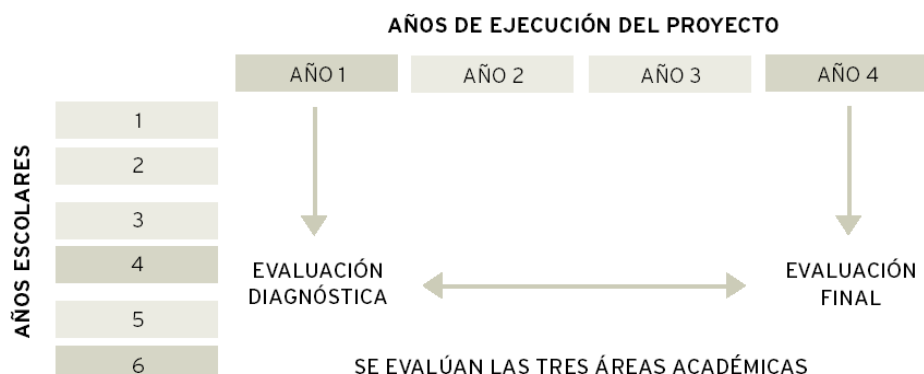 AÑOS DE EJECUCIÓN DEL PROYECTO
AÑO 1
AÑO 2
AÑO 3
AÑO 4
AÑOS ESCOLARES
1
2
3
4
5
6
EVALUACIÓN
DIAGNÓSTICA
EVALUACIÓN
FINAL
SE EVALÚAN LAS TRES ÁREAS ACADÉMICAS